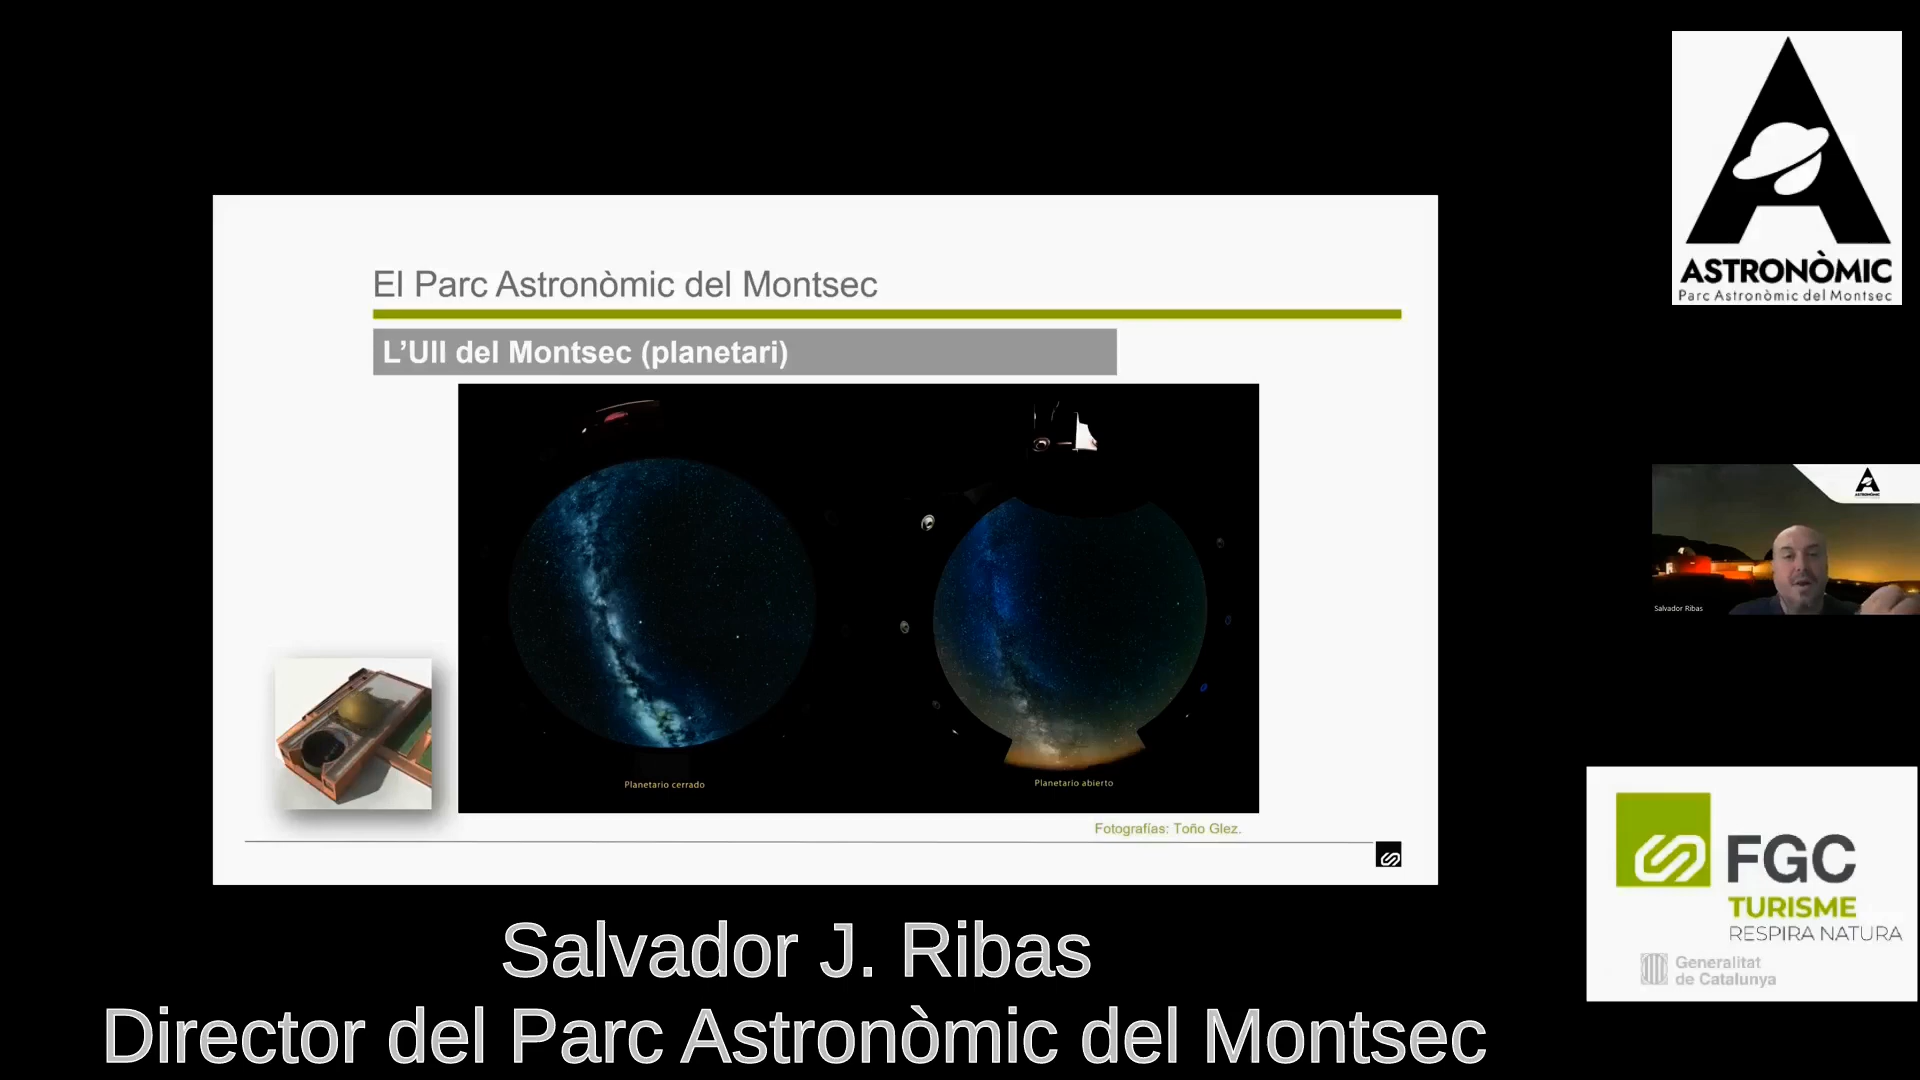 ASTRONÒMIC
Parc Astronòmic del Montsec
El Parc Astronòmic del Montsec
L’Ull del Montsec (planetari)
Planetario cerrado
Planetario abierto
Fotografías: Toño Glez.
ASTRONÒMIC
Salvador Ribas
FGC
TURISME
RESPIRA NATURA
Generalitat
de Catalunya
Salvador J. Ribas
Director del Parc Astronòmic del Montsec